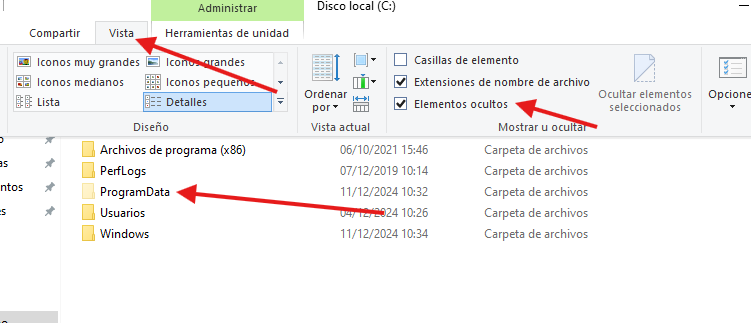 Administrar
Disco local (C:)
Compartir
Vista
Herramientas de unidad
Iconos muy grandes
Iconos grandes
Iconos medianos
Iconos pequeños
Lista
Detalles
Diseño
Ordenar
por
Vista actual
Casillas de elemento
Extensiones de nombre de archivo
Elementos ocultos
Mostrar u ocultar
Ocultar elementos
seleccionados
Opcione
Archivos de programa (x86) 06/10/2021 15:46 Carpeta de archivos
PerfLogs 07/12/2019 10:14 Carpeta de archivos
ProgramData 11/12/2024 10:32 Carpeta de archivos
Usuarios 04/12/2024 10:26 Carpeta de archivos
Windows 11/12/2024 10:34 Carpeta de archivos